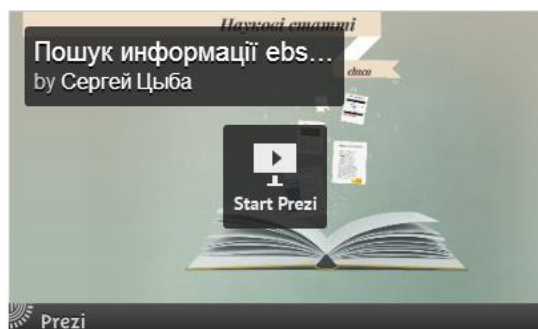 Наукові статті
Пошук информації ebs...
by Сергей Цыба
Start Prezi
Prezi